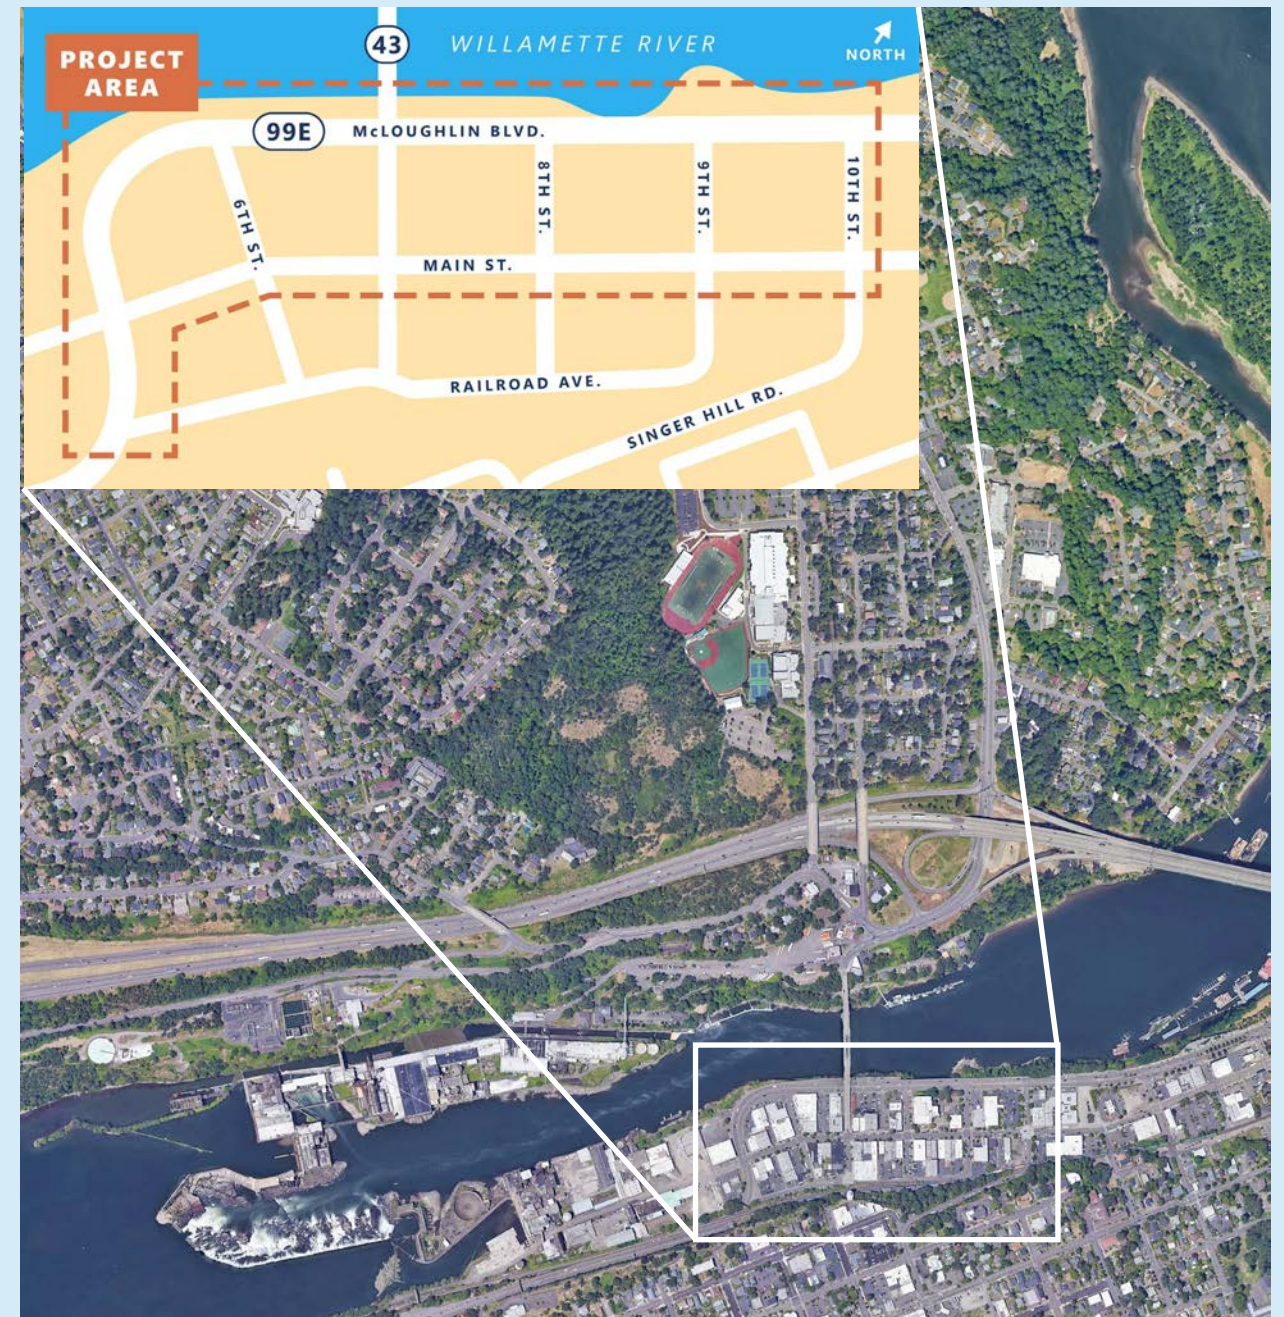 PROJECT
AREA
43
WILLAMETTE RIVER
NORTH
99E
McLOUGHLIN BLVD.
6TH ST.
8TH ST.
9TH ST.
10TH ST.
MAIN ST.
RAILROAD AVE.
SINGER HILL RD.